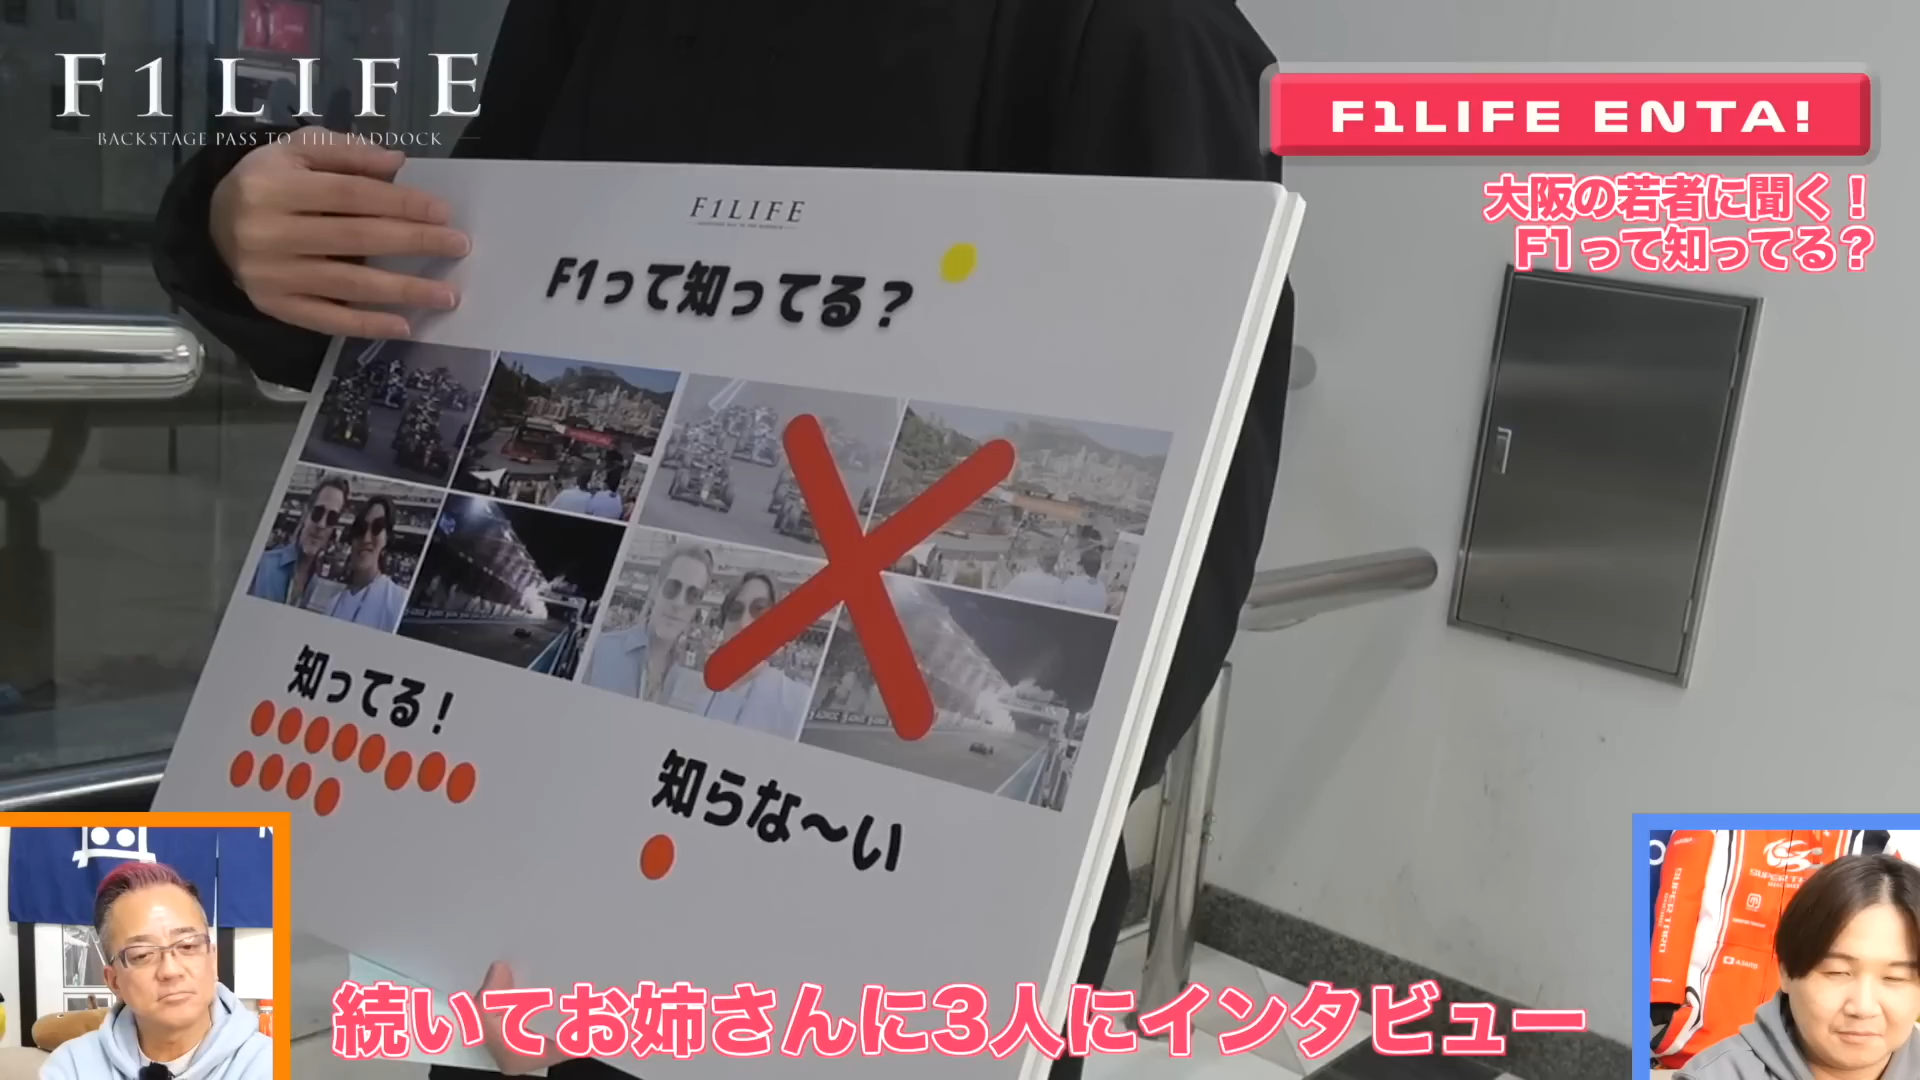 F1LIFE
BACKSTAGE PASS TO THE PADDOCK
F1LIFE ENTA!
大阪の若者に聞く！
F1って知ってる？
F1LIFE
F1って知ってる？
知ってる！
知らな～い
続いてお姉さんに3人にインタビュー